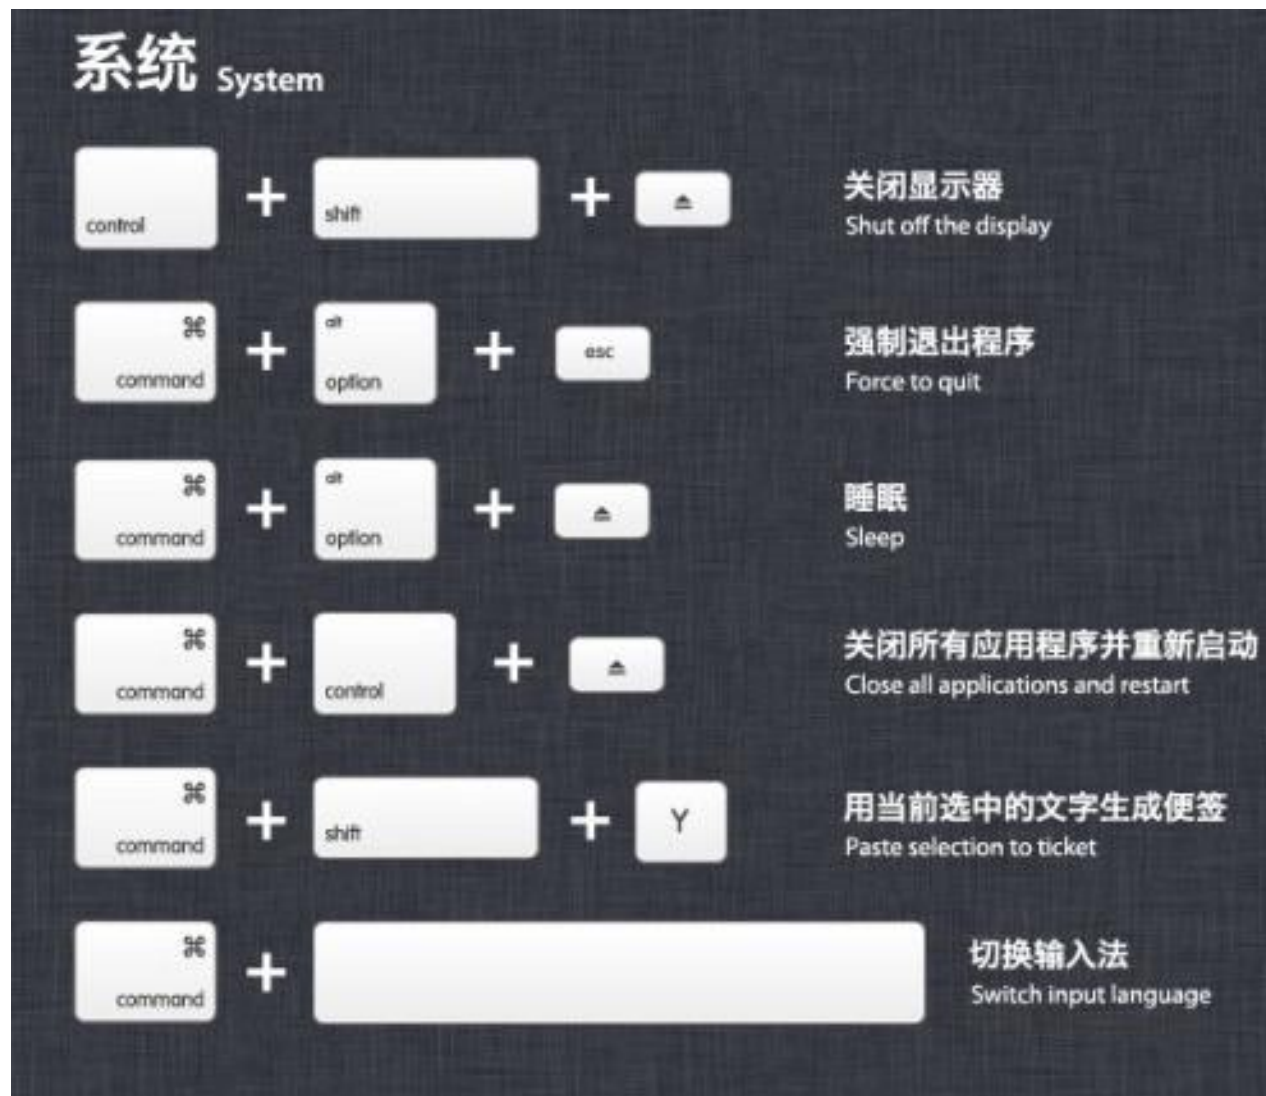 系统 System
control + shift + ⏏ 关闭显示器
Shut off the display
⌘ command + alt option + esc 强制退出程序
Force to quit
⌘ command + alt option + ⏏ 睡眠
Sleep
⌘ command + control + ⏏ 关闭所有应用程序并重新启动
Close all applications and restart
⌘ command + shift + Y 用当前选中的文字生成便签
Paste selection to ticket
⌘ command + 切换输入法
Switch input language